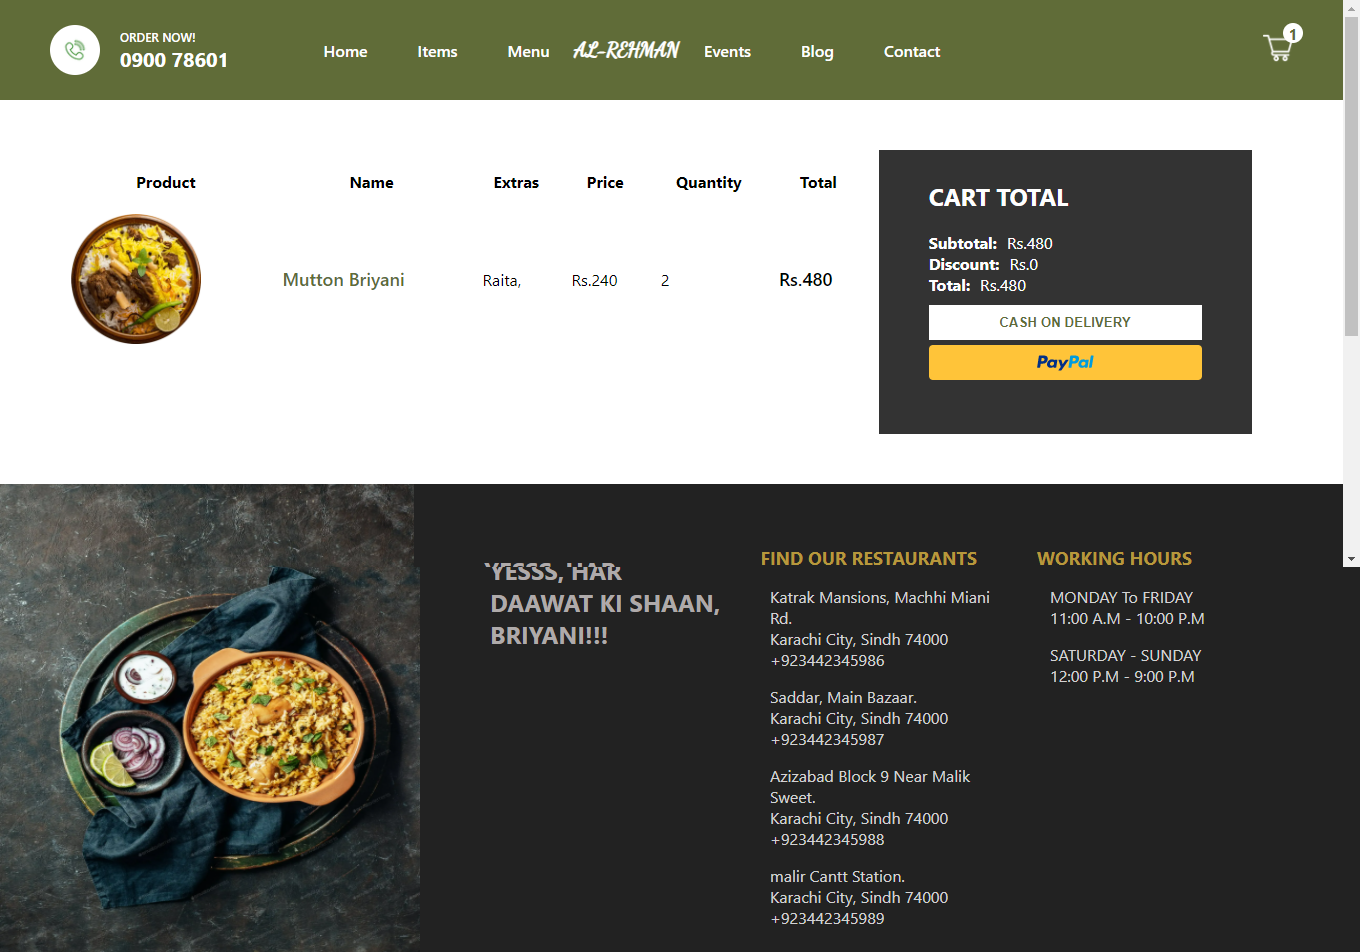 ORDER NOW!
0900 78601
Home Items Menu AL-REHMAN Events Blog Contact
1
Product Name Extras Price Quantity Total
Mutton Briyani Raita, Rs.240 2 Rs.480
CART TOTAL
Subtotal: Rs.480
Discount: Rs.0
Total: Rs.480
CASH ON DELIVERY
PayPal
YESSS, HAR
DAAWAT KI SHAAN,
BRIYANI!!!
FIND OUR RESTAURANTS
Katrak Mansions, Machhi Miani
Rd.
Karachi City, Sindh 74000
+923442345986
Saddar, Main Bazaar.
Karachi City, Sindh 74000
+923442345987
Azizabad Block 9 Near Malik
Sweet.
Karachi City, Sindh 74000
+923442345988
malir Cantt Station.
Karachi City, Sindh 74000
+923442345989
WORKING HOURS
MONDAY To FRIDAY
11:00 A.M - 10:00 P.M
SATURDAY - SUNDAY
12:00 P.M - 9:00 P.M